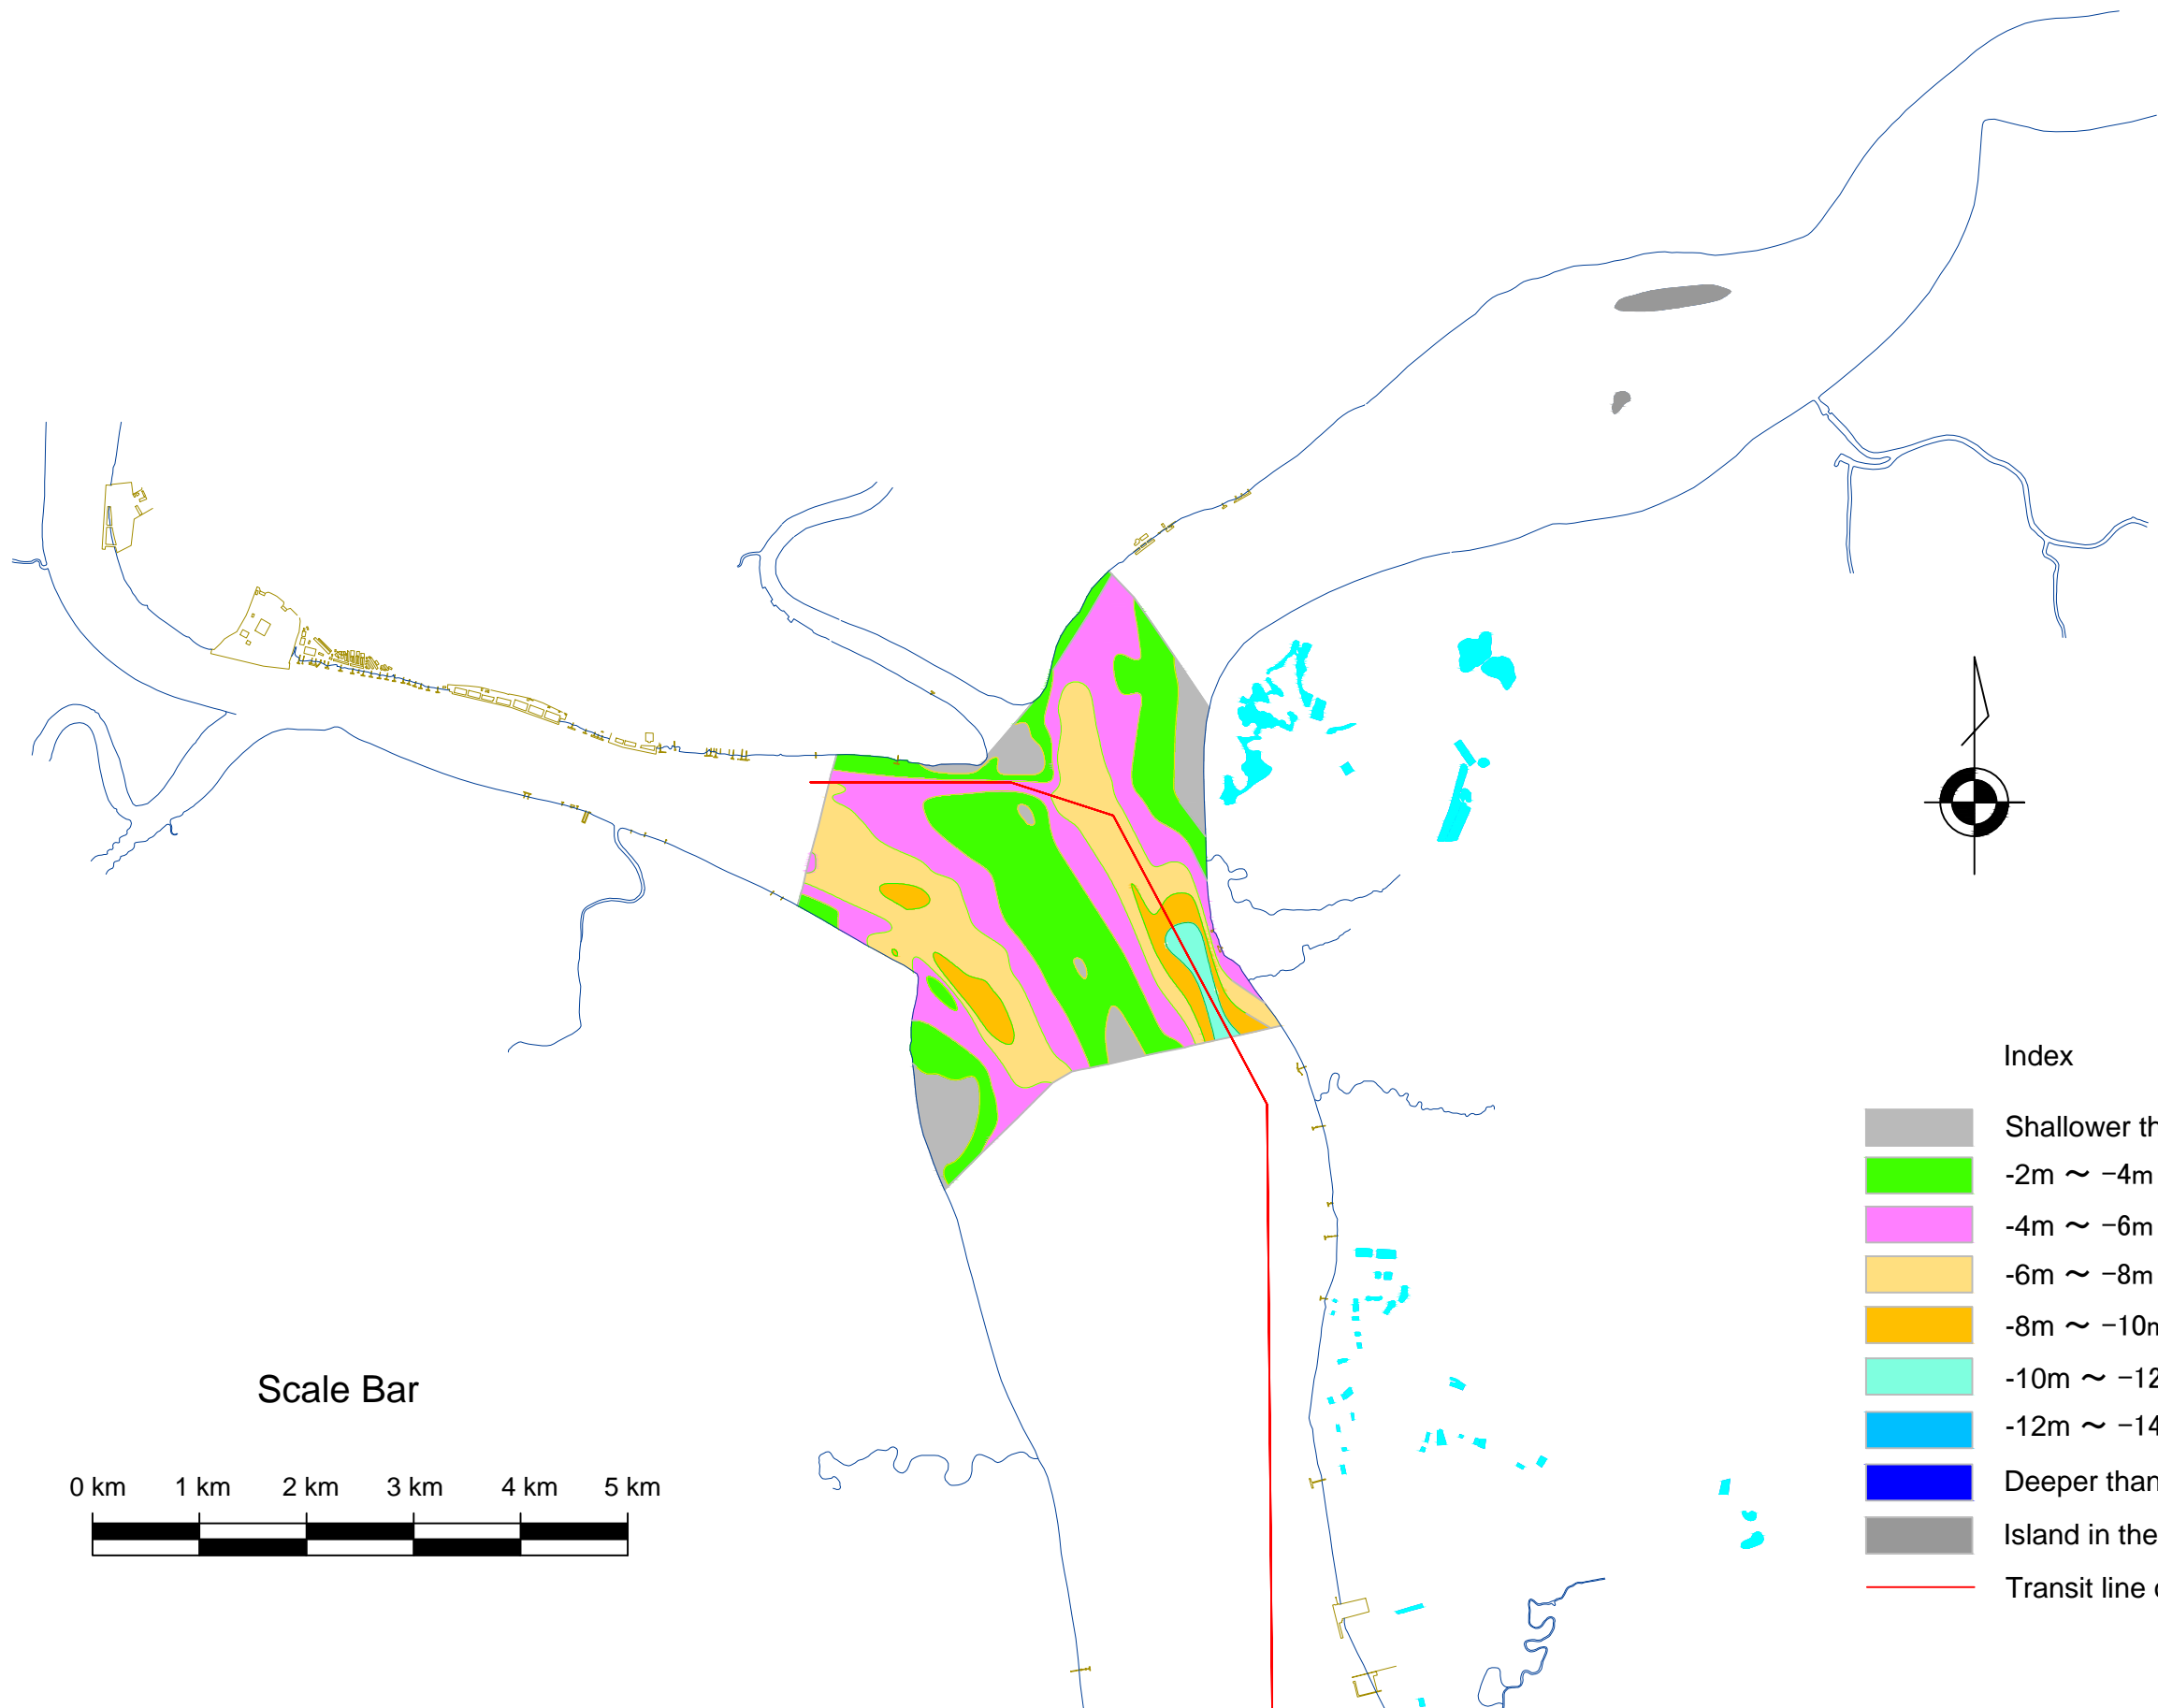 Index
Shallower
-2m ～ -4m
-4m ～ -6m
-6m ～ -8m
-8m ～ -10m
-10m ～ -12
-12m ～ -14
Deeper than
Island in the
Transit line
Scale Bar
0 km 1 km 2 km 3 km 4 km 5 km